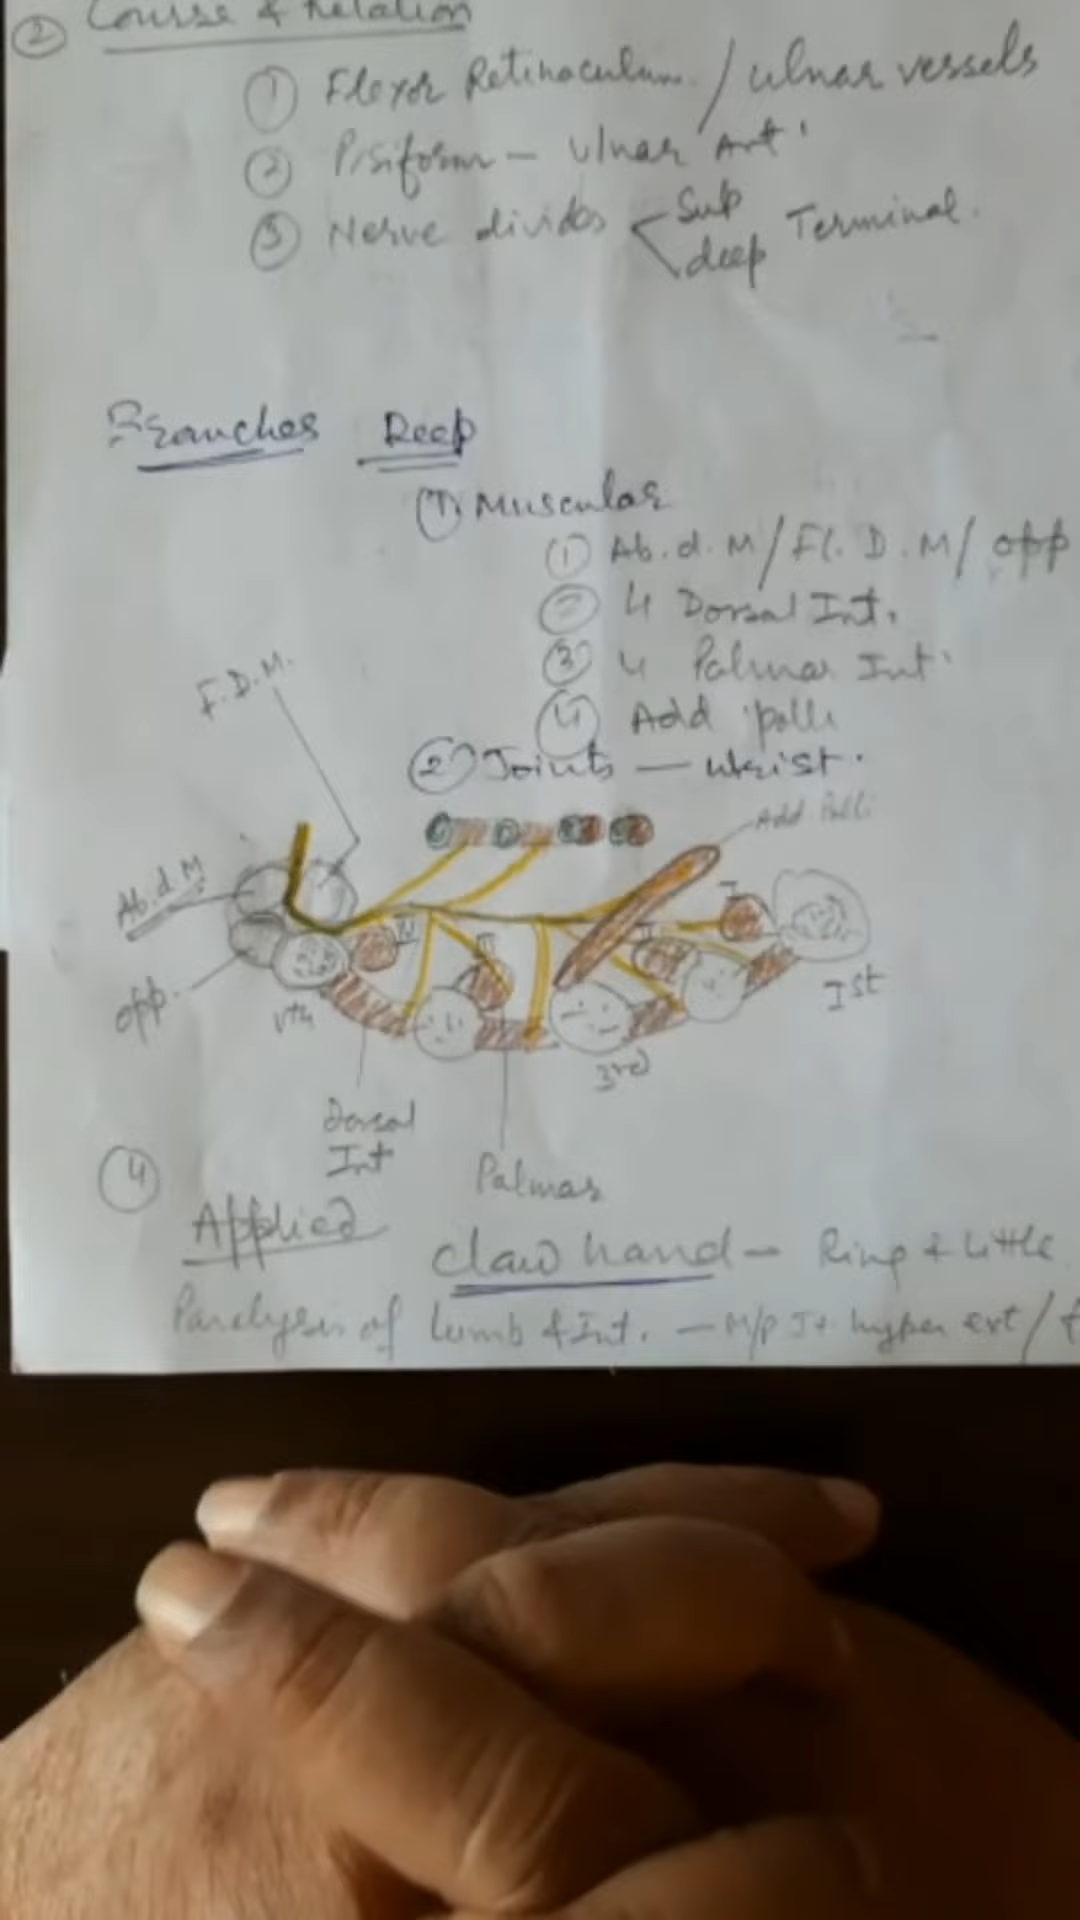 ② Course & Relation
① Flexor Retinaculum / ulnar vessels
② Pisiform — Ulnar Art.
③ Nerve divides Sup deep Terminal.
Branches Deep
① Muscular
① Ab.d.M / Fl.D.M / opp
② 4 Dorsal Int.
③ 4 Palmar Int.
④ Add polli
② Joints — Wrist.
F.D.M.
Add Polli
Ab.d.M
IV
III
II
I
opp.
Vth
3rd
Ist
Dorsal
Int
Palmar
④
Applied
Claw hand — Ring & Little
Paralysis of Lumb & Int. — M/P Jt hyper ext /